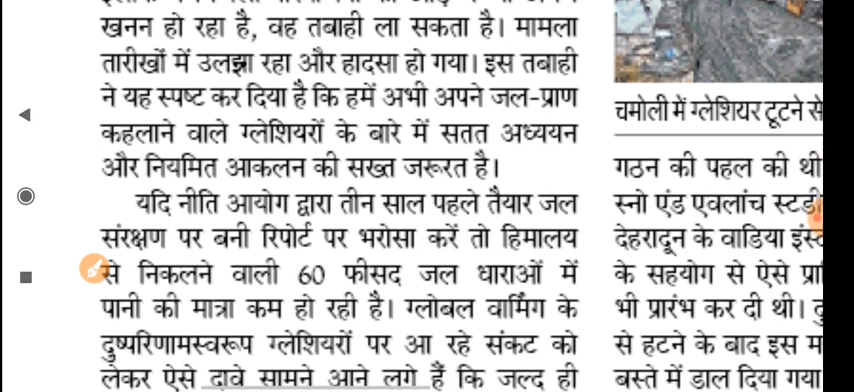 खनन हो रहा है, वह तबाही ला सकता है। मामला
तारीखों में उलझा रहा और हादसा हो गया। इस तबाही
ने यह स्पष्ट कर दिया है कि हमें अभी अपने जल-प्राण
कहलाने वाले ग्लेशियरों के बारे में सतत अध्ययन
और नियमित आकलन की सख्त जरूरत है।
यदि नीति आयोग द्वारा तीन साल पहले तैयार जल
संरक्षण पर बनी रिपोर्ट पर भरोसा करें तो हिमालय
से निकलने वाली 60 फीसद जल धाराओं में
पानी की मात्रा कम हो रही है। ग्लोबल वार्मिंग के
दुष्परिणामस्वरूप ग्लेशियरों पर आ रहे संकट को
लेकर ऐसे दावे सामने आने लगे हैं कि जल्द ही
चमोली में ग्लेशियर टूटने से
गठन की पहल की थी
स्नो एंड एवलांच स्टडी
देहरादून के वाडिया
के सहयोग से ऐसे
भी प्रारंभ कर दी थी।
से हटने के बाद इस
बस्ते में डाल दिया गया